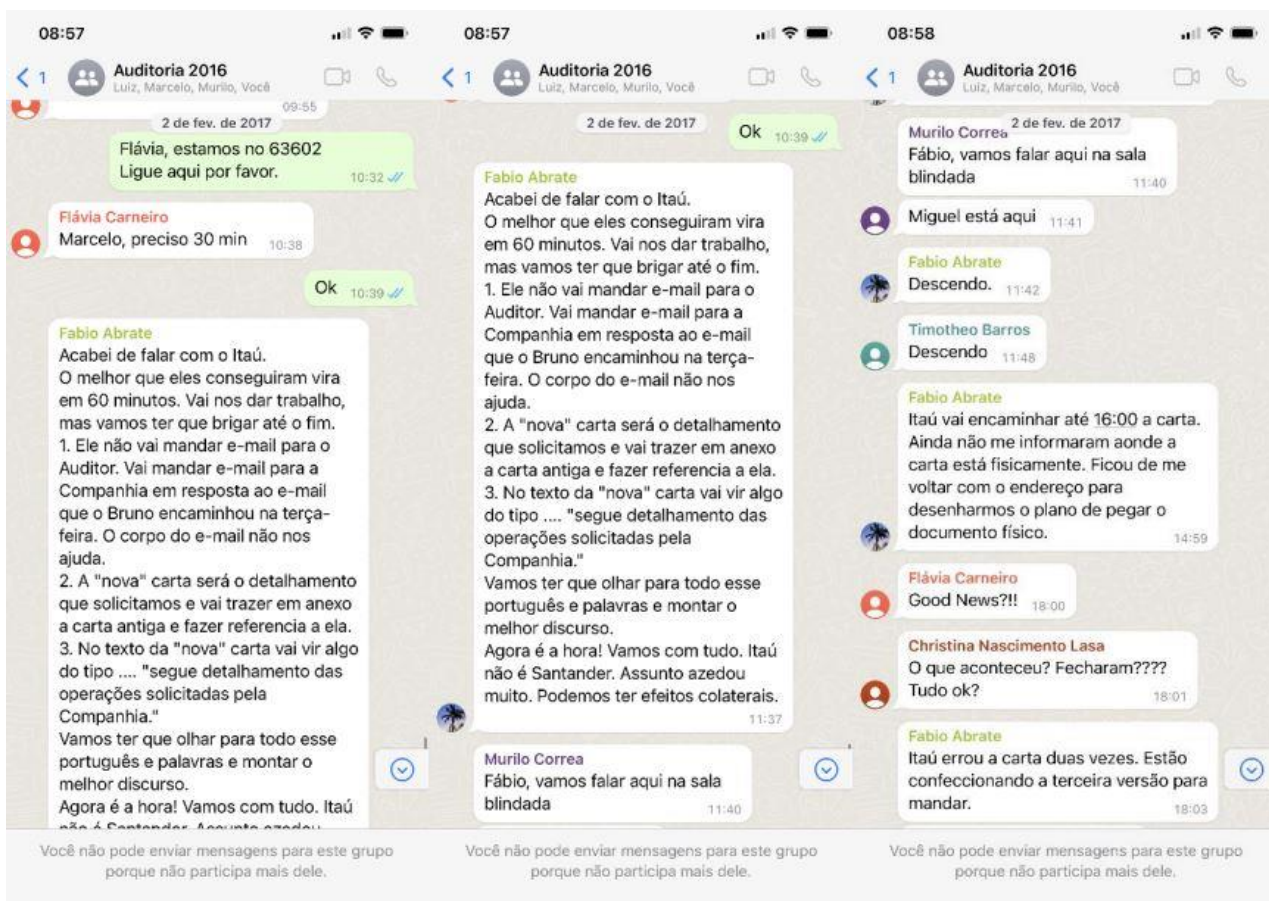 08:57
1
Auditoria 2016
Luiz, Marcelo, Murilo, Você
09:55
2 de fev. de 2017
Flávia, estamos no 63602
Ligue aqui por favor.
10:32
Flávia Carneiro
Marcelo, preciso 30 min
10:38
Ok
10:39
Fabio Abrate
Acabei de falar com o Itaú.
O melhor que eles conseguiram vira
em 60 minutos. Vai nos dar trabalho,
mas vamos ter que brigar até o fim.
1. Ele não vai mandar e-mail para o
Auditor. Vai mandar e-mail para a
Companhia em resposta ao e-mail
que o Bruno encaminhou na terça-
feira. O corpo do e-mail não nos
ajuda.
2. A "nova" carta será o detalhamento
que solicitamos e vai trazer em anexo
a carta antiga e fazer referencia a ela.
3. No texto da "nova" carta vai vir algo
do tipo .... "segue detalhamento das
operações solicitadas pela
Companhia."
Vamos ter que olhar para todo esse
português e palavras e montar o
melhor discurso.
Agora é a hora! Vamos com tudo. Itaú
não é Santander. Assunto azedou
Você não pode enviar mensagens para este grupo
porque não participa mais dele.
08:57
1
Auditoria 2016
Luiz, Marcelo, Murilo, Você
2 de fev. de 2017
Ok
10:39
Fabio Abrate
Acabei de falar com o Itaú.
O melhor que eles conseguiram vira
em 60 minutos. Vai nos dar trabalho,
mas vamos ter que brigar até o fim.
1. Ele não vai mandar e-mail para o
Auditor. Vai mandar e-mail para a
Companhia em resposta ao e-mail
que o Bruno encaminhou na terça-
feira. O corpo do e-mail não nos
ajuda.
2. A "nova" carta será o detalhamento
que solicitamos e vai trazer em anexo
a carta antiga e fazer referencia a ela.
3. No texto da "nova" carta vai vir algo
do tipo .... "segue detalhamento das
operações solicitadas pela
Companhia."
Vamos ter que olhar para todo esse
português e palavras e montar o
melhor discurso.
Agora é a hora! Vamos com tudo. Itaú
não é Santander. Assunto azedou
muito. Podemos ter efeitos colaterais.
11:37
Murilo Correa
Fábio, vamos falar aqui na sala
blindada
11:40
Você não pode enviar mensagens para este grupo
porque não participa mais dele.
08:58
1
Auditoria 2016
Luiz, Marcelo, Murilo, Você
2 de fev. de 2017
Murilo Correa
Fábio, vamos falar aqui na sala
blindada
11:40
Miguel está aqui
11:41
Fabio Abrate
Descendo.
11:42
Timotheo Barros
Descendo
11:48
Fabio Abrate
Itaú vai encaminhar até 16:00 a carta.
Ainda não me informaram aonde a
carta está fisicamente. Ficou de me
voltar com o endereço para
desenharmos o plano de pegar o
documento físico.
14:59
Flávia Carneiro
Good News?!!
18:00
Christina Nascimento Lasa
O que aconteceu? Fecharam????
Tudo ok?
18:01
Fabio Abrate
Itaú errou a carta duas vezes. Estão
confeccionando a terceira versão para
mandar.
18:03
Você não pode enviar mensagens para este grupo
porque não participa mais dele.